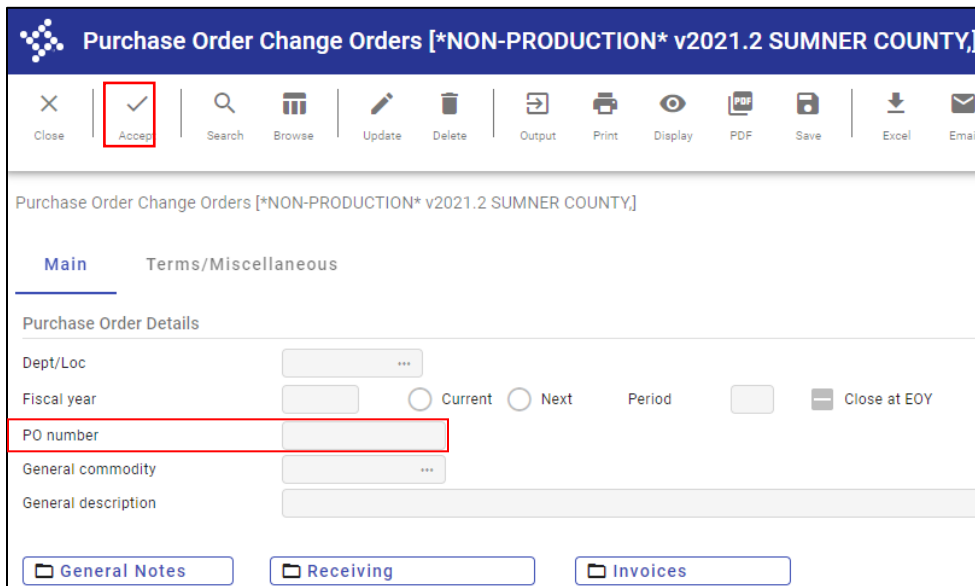 Purchase Order Change Orders [*NON-PRODUCTION* v2021.2 SUMNER COUNTY,]
Close Accept Search Browse Update Delete Output Print Display PDF Save Excel Emai
Purchase Order Change Orders [*NON-PRODUCTION* v2021.2 SUMNER COUNTY,]
Main Terms/Miscellaneous
Purchase Order Details
Dept/Loc ...
Fiscal year Current Next Period Close at EOY
PO number
General commodity ...
General description
General Notes Receiving Invoices